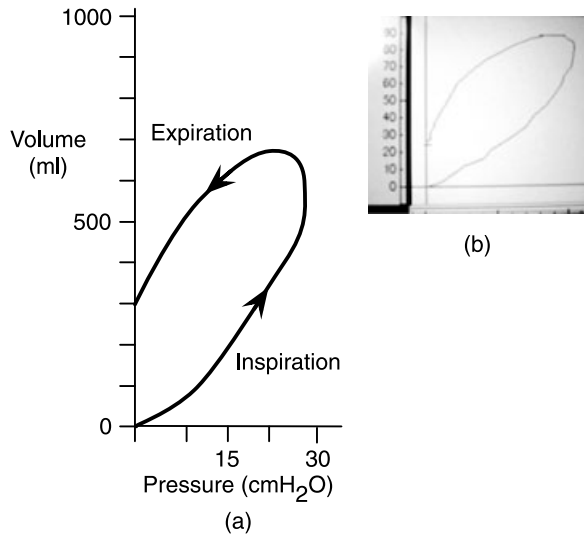 1000
Volume
(ml)
Expiration
500
Inspiration
0
15
30
Pressure (cmH₂O)
(a)
90
80
70
60
50
40
30
20
10
0
(b)